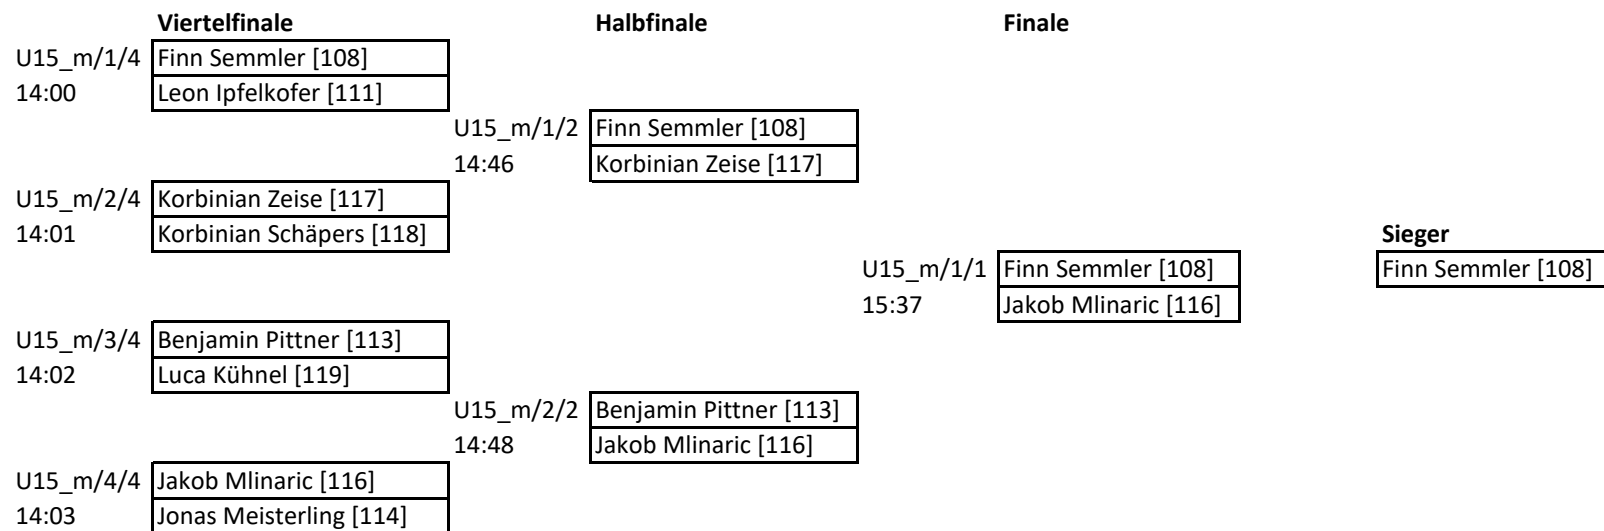 Viertelfinale Halbfinale Finale
U15_m/1/4 Finn Semmler [108]
14:00 Leon Ipfelkofer [111]
U15_m/1/2 Finn Semmler [108]
14:46 Korbinian Zeise [117]
U15_m/2/4 Korbinian Zeise [117]
14:01 Korbinian Schäpers [118] Sieger
U15_m/1/1 Finn Semmler [108] Finn Semmler [108]
15:37 Jakob Mlinaric [116]
U15_m/3/4 Benjamin Pittner [113]
14:02 Luca Kühnel [119]
U15_m/2/2 Benjamin Pittner [113]
14:48 Jakob Mlinaric [116]
U15_m/4/4 Jakob Mlinaric [116]
14:03 Jonas Meisterling [114]